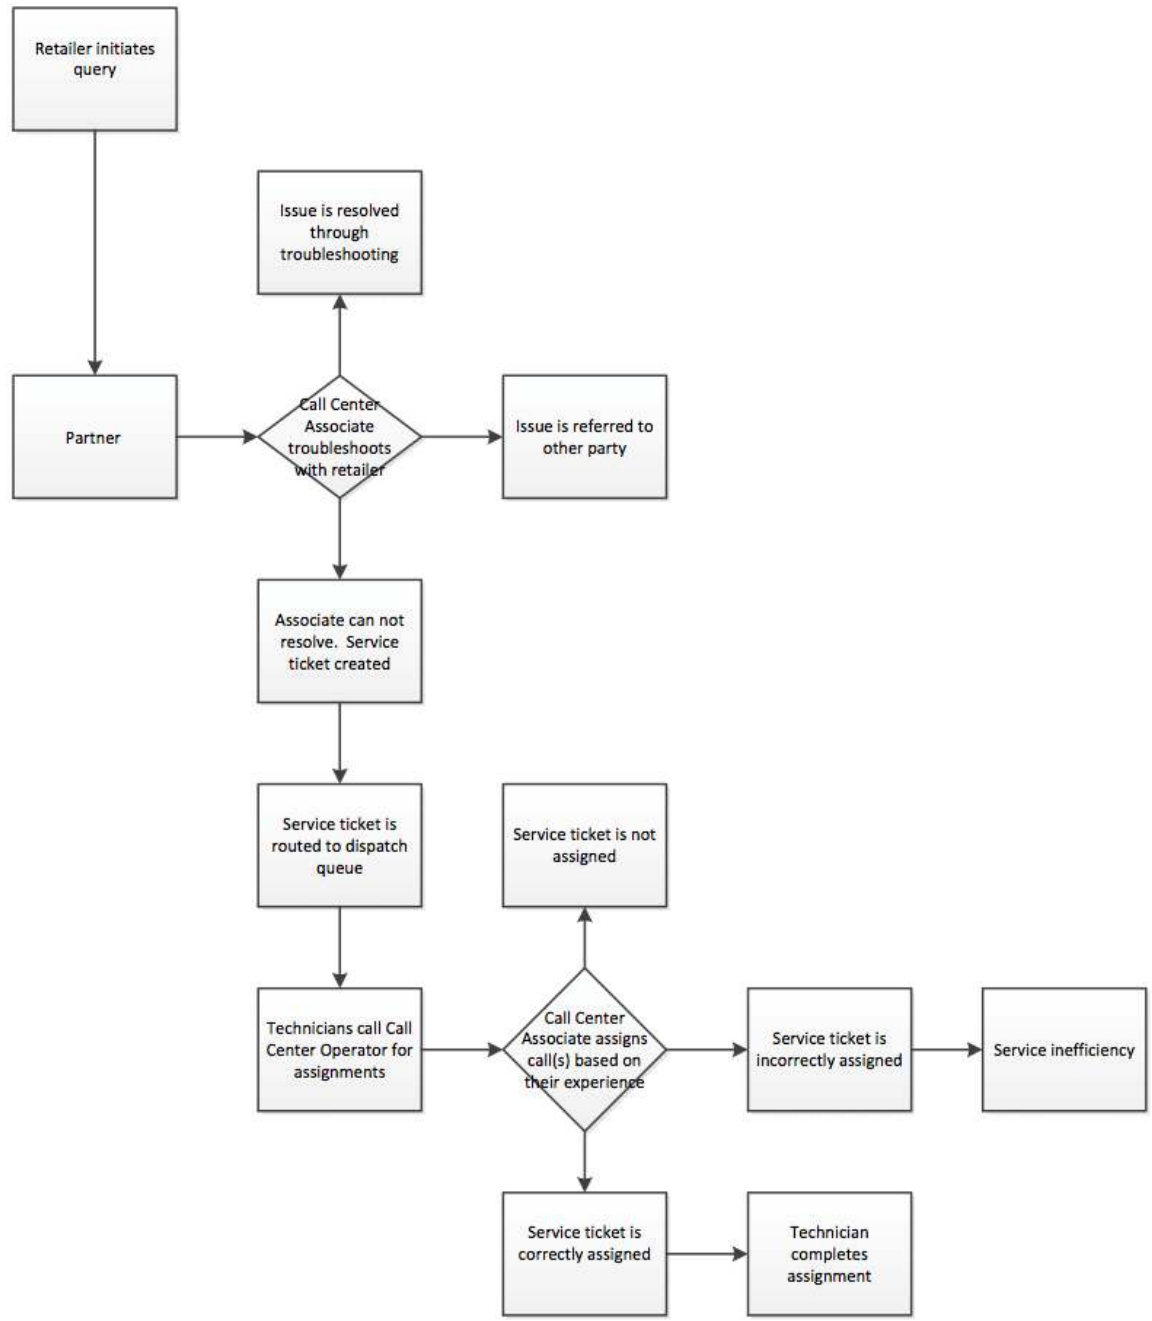 Retailer initiates
query
Issue is resolved
through
troubleshooting
Partner
Call Center
Associate
troubleshoots
with retailer
Issue is referred to
other party
Associate can not
resolve.  Service
ticket created
Service ticket is
routed to dispatch
queue
Service ticket is not
assigned
Technicians call Call
Center Operator for
assignments
Call Center
Associate assigns
call(s) based on
their experience
Service ticket is
incorrectly assigned
Service inefficiency
Service ticket is
correctly assigned
Technician
completes
assignment